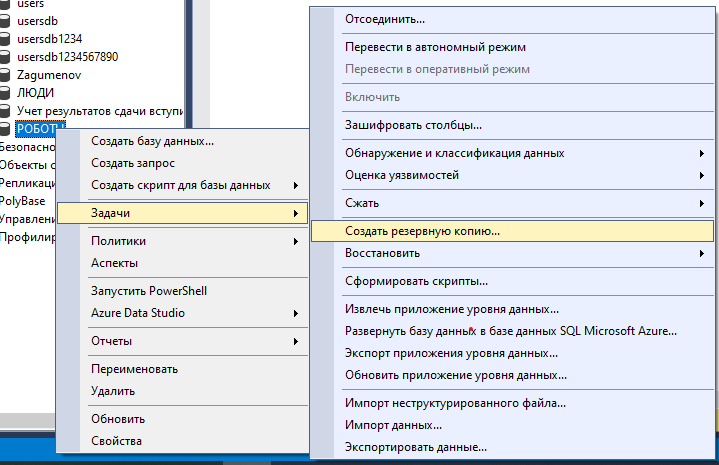 users
usersdb
usersdb1234
usersdb1234567890
Zagumenov
ЛЮДИ
Учет результатов сдачи вступи
РОБОТЫ
Безопасно
Объекты с
Репликаци
PolyBase
Управлени
Профилир
Создать базу данных...
Создать запрос
Создать скрипт для базы данных
Задачи
Политики
Аспекты
Запустить PowerShell
Azure Data Studio
Отчеты
Переименовать
Удалить
Обновить
Свойства
Отсоединить...
Перевести в автономный режим
Перевести в оперативный режим
Включить
Зашифровать столбцы...
Обнаружение и классификация данных
Оценка уязвимостей
Сжать
Создать резервную копию...
Восстановить
Сформировать скрипты...
Извлечь приложение уровня данных...
Развернуть базу данных в базе данных SQL Microsoft Azure...
Экспорт приложения уровня данных...
Обновить приложение уровня данных...
Импорт неструктурированного файла...
Импорт данных...
Экспортировать данные...